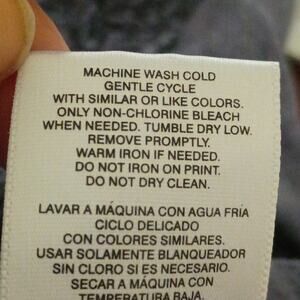 MACHINE WASH COLD
GENTLE CYCLE
WITH SIMILAR OR LIKE COLORS.
ONLY NON-CHLORINE BLEACH
WHEN NEEDED. TUMBLE DRY LOW.
REMOVE PROMPTLY.
WARM IRON IF NEEDED.
DO NOT IRON ON PRINT.
DO NOT DRY CLEAN.
LAVAR A MÁQUINA CON AGUA FRÍA
CICLO DELICADO
CON COLORES SIMILARES.
USAR SOLAMENTE BLANQUEADOR
SIN CLORO SI ES NECESARIO.
SECAR A MÁQUINA CON
TEMPERATURA BAJA.